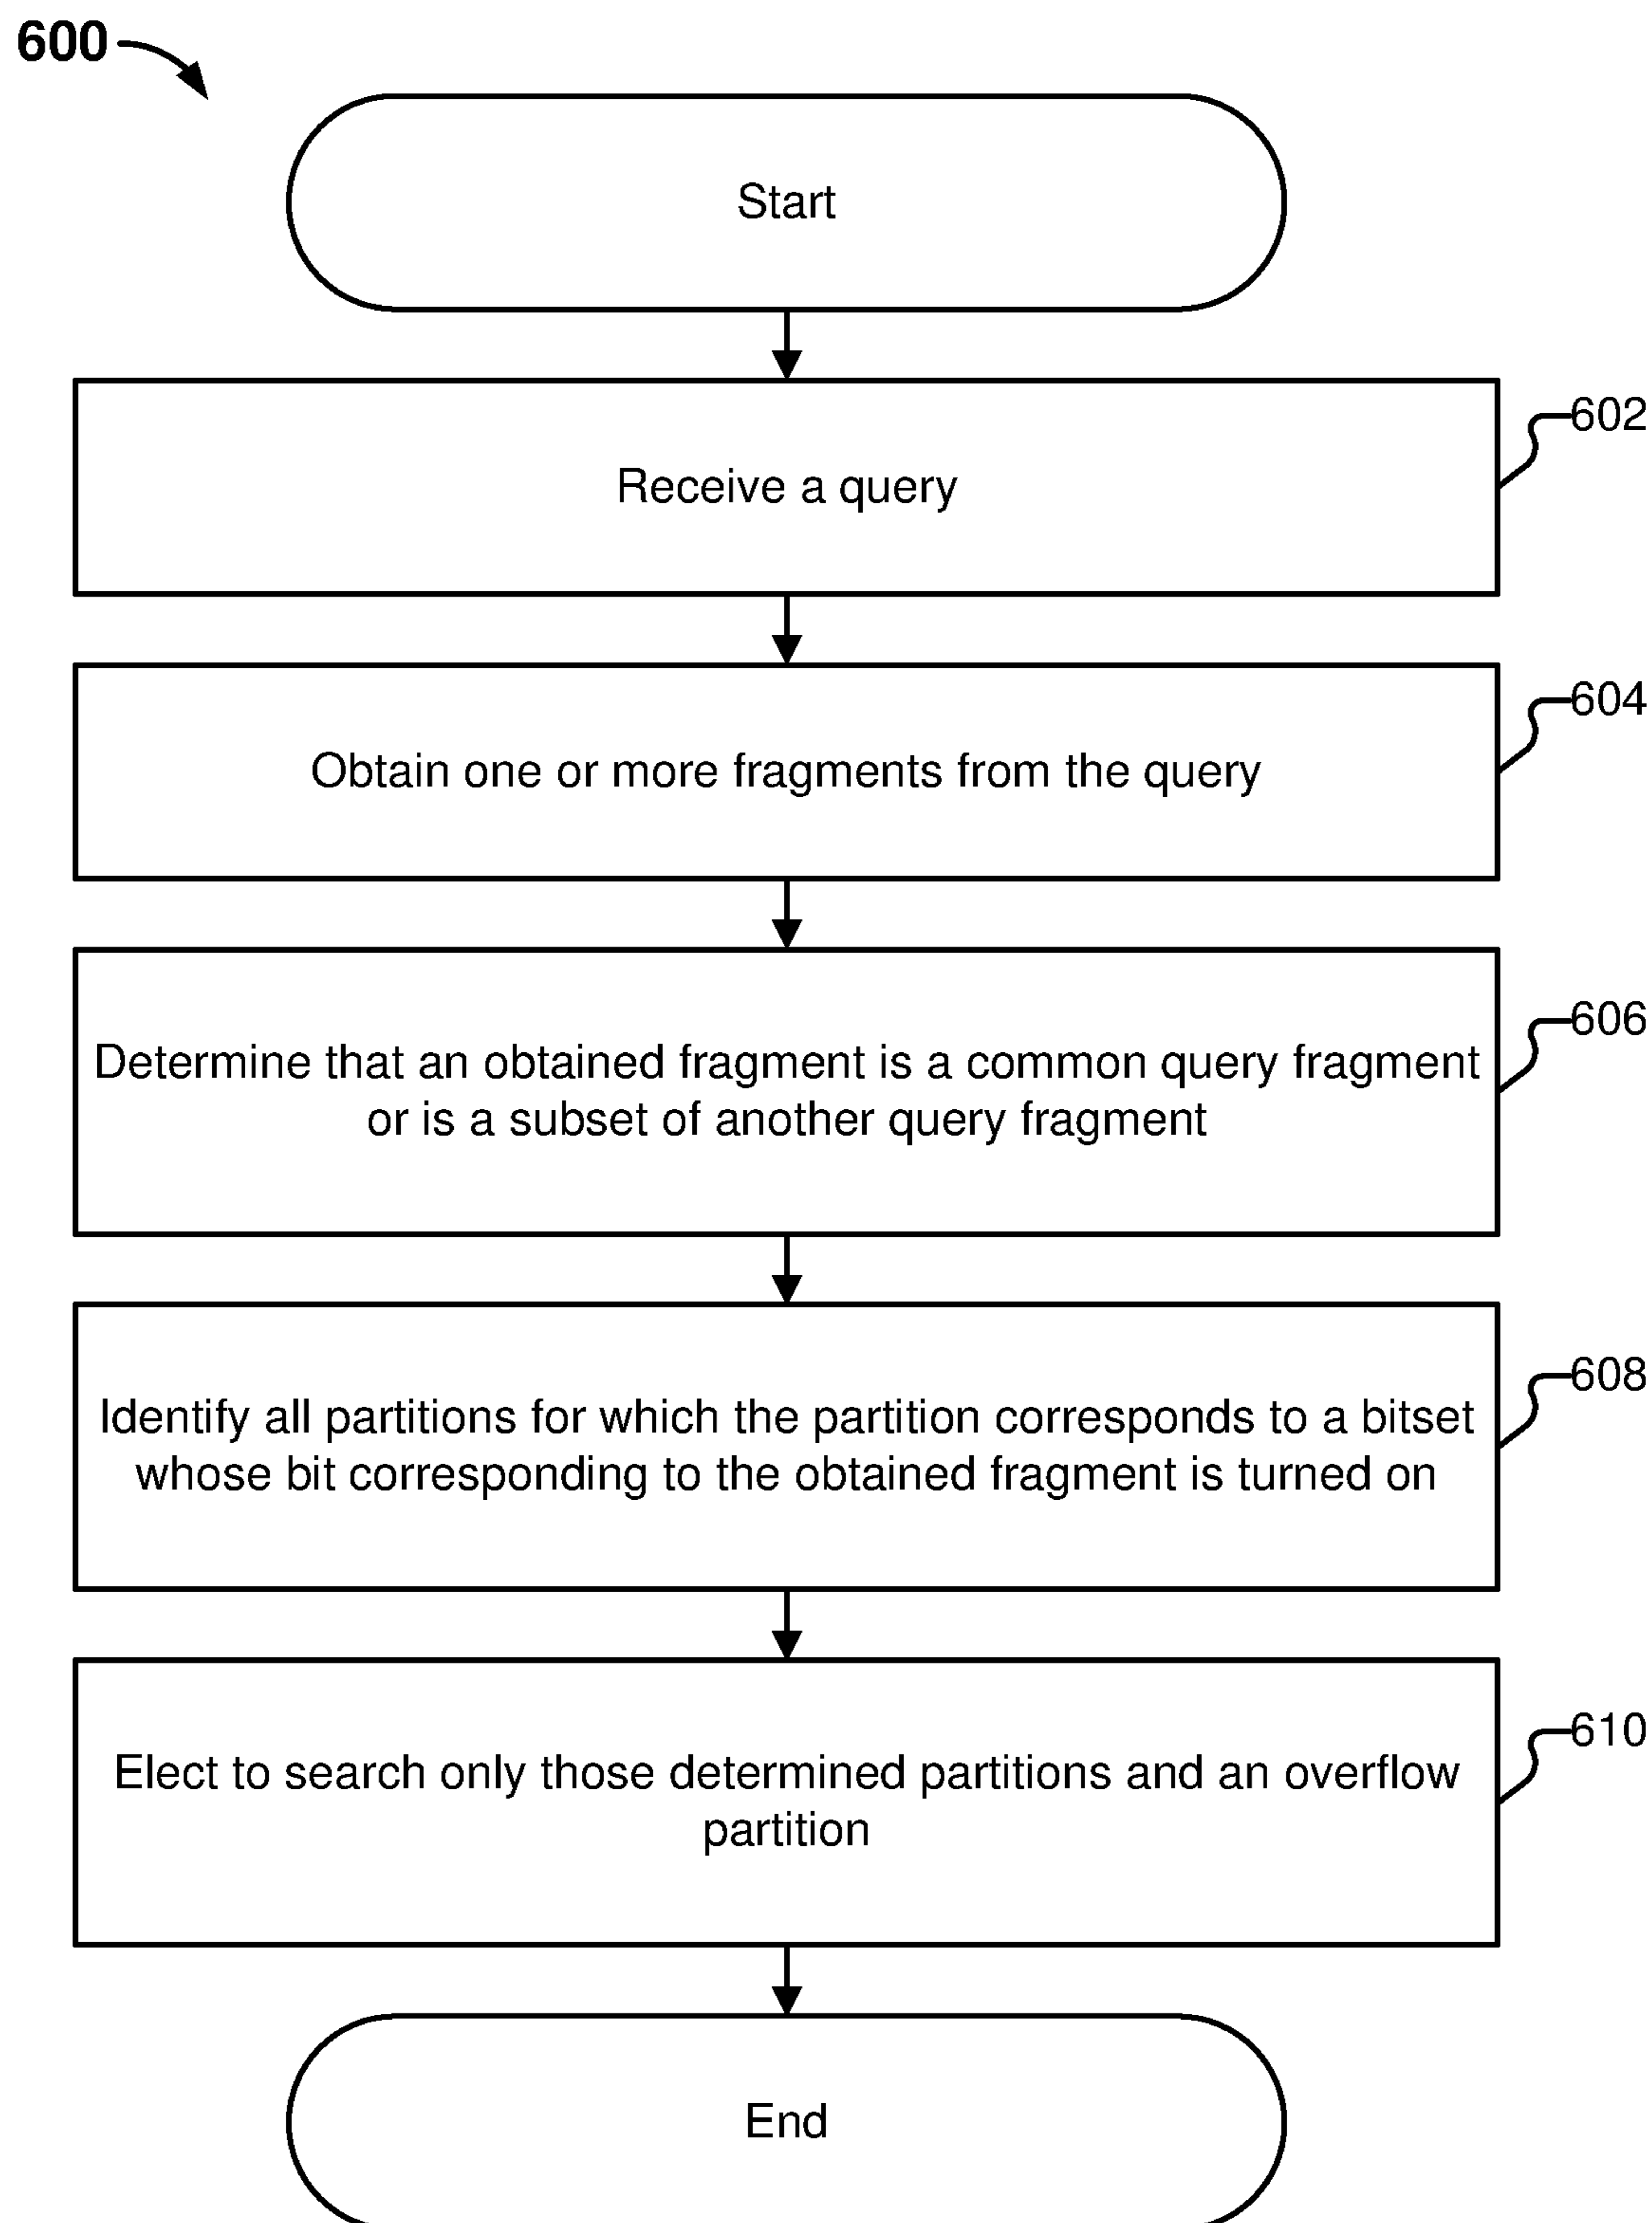 600
Start
Receive a query
602
Obtain one or more fragments from the query
604
Determine that an obtained fragment is a common query fragment
or is a subset of another query fragment
606
Identify all partitions for which the partition corresponds to a bitset
whose bit corresponding to the obtained fragment is turned on
608
Elect to search only those determined partitions and an overflow
partition
610
End